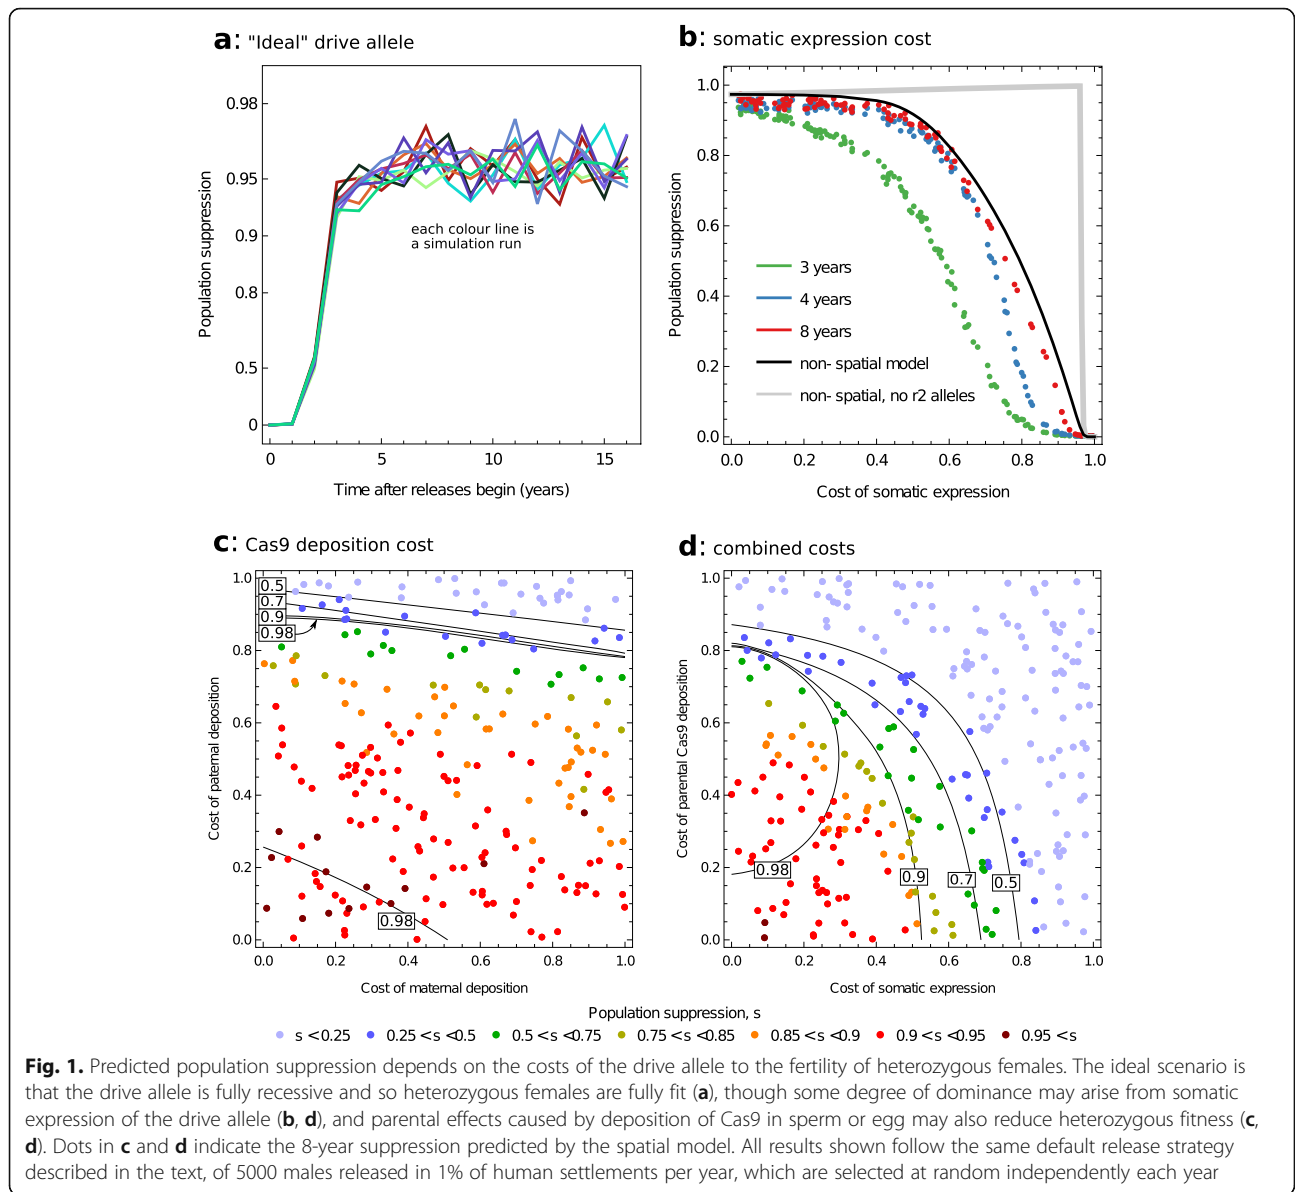 a: "Ideal" drive allele
0.98
0.95
0.9
0.8
0.5
0
Population suppression
each colour line is
a simulation run
0 5 10 15
Time after releases begin (years)
b: somatic expression cost
1.0
0.8
0.6
0.4
0.2
0.0
Population suppression
3 years
4 years
8 years
non- spatial model
non- spatial, no r2 alleles
0.0 0.2 0.4 0.6 0.8 1.0
Cost of somatic expression
c: Cas9 deposition cost
1.0
0.8
0.6
0.4
0.2
0.0
Cost of paternal deposition
0.5
0.7
0.9
0.98
0.98
0.0 0.2 0.4 0.6 0.8 1.0
Cost of maternal deposition
d: combined costs
1.0
0.8
0.6
0.4
0.2
0.0
Cost of parental Cas9 deposition
0.98
0.9
0.7
0.5
0.0 0.2 0.4 0.6 0.8 1.0
Cost of somatic expression
Population suppression, s
s <0.25 0.25 <s <0.5 0.5 <s <0.75 0.75 <s <0.85 0.85 <s <0.9 0.9 <s <0.95 0.95 <s
Fig. 1. Predicted population suppression depends on the costs of the drive allele to the fertility of heterozygous females. The ideal scenario is
that the drive allele is fully recessive and so heterozygous females are fully fit (a), though some degree of dominance may arise from somatic
expression of the drive allele (b, d), and parental effects caused by deposition of Cas9 in sperm or egg may also reduce heterozygous fitness (c,
d). Dots in c and d indicate the 8-year suppression predicted by the spatial model. All results shown follow the same default release strategy
described in the text, of 5000 males released in 1% of human settlements per year, which are selected at random independently each year